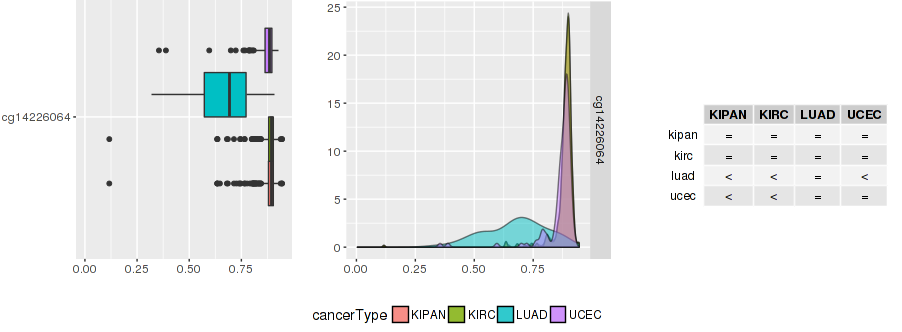 cg14226064
0.00 0.25 0.50 0.75
25
20
15
10
5
0
0.00 0.25 0.50 0.75
cg14226064
KIPAN KIRC LUAD UCEC
kipan = = = =
kirc = = = =
luad < < = <
ucec < < = =
cancerType KIPAN KIRC LUAD UCEC